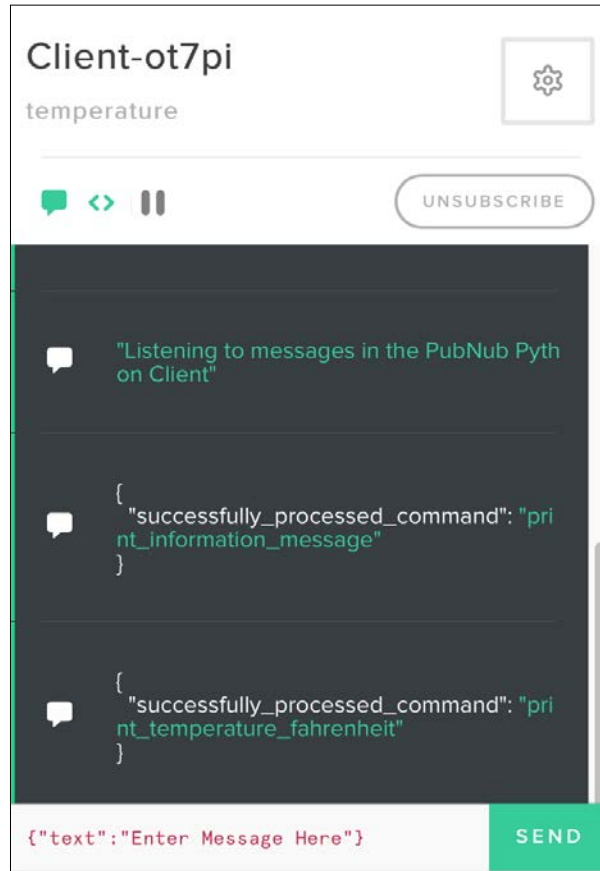 Client-ot7pi
temperature
<> UNSUBSCRIBE
"Listening to messages in the PubNub Pyth
on Client"
{
"successfully_processed_command": "pri
nt_information_message"
}
{
"successfully_processed_command": "pri
nt_temperature_fahrenheit"
}
{"text":"Enter Message Here"} SEND